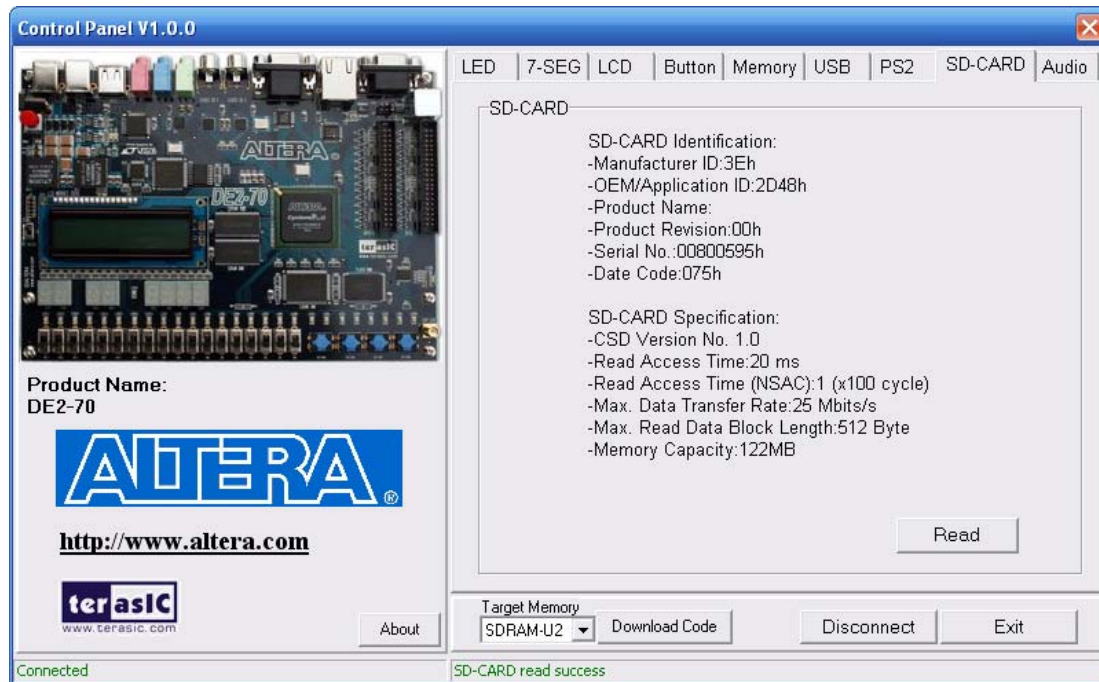 Control Panel V1.0.0
LED 7-SEG LCD Button Memory USB PS2 SD-CARD Audio
ALTERA
DE2-70
ALTERA
terasIC
Product Name:
DE2-70
ALTERA®
http://www.altera.com
terasIC
www.terasic.com
About
SD-CARD
SD-CARD Identification:
-Manufacturer ID:3Eh
-OEM/Application ID:2D48h
-Product Name:
-Product Revision:00h
-Serial No.:00800595h
-Date Code:075h
SD-CARD Specification:
-CSD Version No. 1.0
-Read Access Time:20 ms
-Read Access Time (NSAC):1 (x100 cycle)
-Max. Data Transfer Rate:25 Mbits/s
-Max. Read Data Block Length:512 Byte
-Memory Capacity:122MB
Read
Target Memory
SDRAM-U2 Download Code Disconnect Exit
Connected
SD-CARD read success